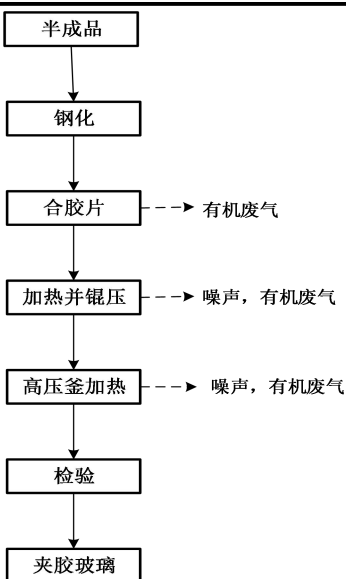 半成品
钢化
合胶片
有机废气
加热并锟压
噪声，有机废气
高压釜加热
噪声，有机废气
检验
夹胶玻璃